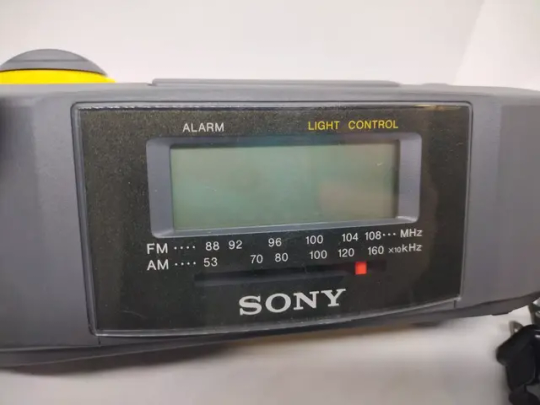 ALARM LIGHT CONTROL
FM ···· 88 92 96 100 104 108··· MHz
AM ···· 53 70 80 100 120 160 ×10kHz
SONY